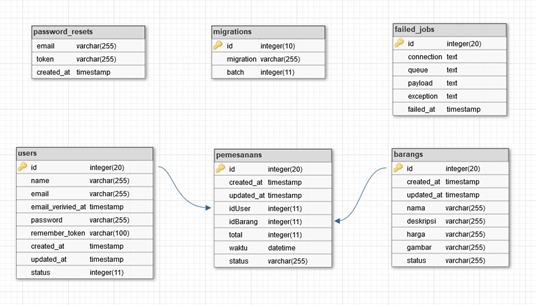 password_resets
email varchar(255)
token varchar(255)
created_at timestamp
migrations
id integer(10)
migration varchar(255)
batch integer(11)
failed_jobs
id integer(20)
connection text
queue text
payload text
exception text
failed_at timestamp
users
id integer(20)
name varchar(255)
email varchar(255)
email_verivied_at timestamp
password varchar(255)
remember_token varchar(100)
created_at timestamp
updated_at timestamp
status integer(11)
pemesanans
id integer(20)
created_at timestamp
updated_at timestamp
idUser integer(11)
idBarang integer(11)
total integer(11)
waktu datetime
status varchar(255)
barangs
id integer(20)
created_at timestamp
updated_at timestamp
nama varchar(255)
deskripsi varchar(255)
harga varchar(255)
gambar varchar(255)
status varchar(255)